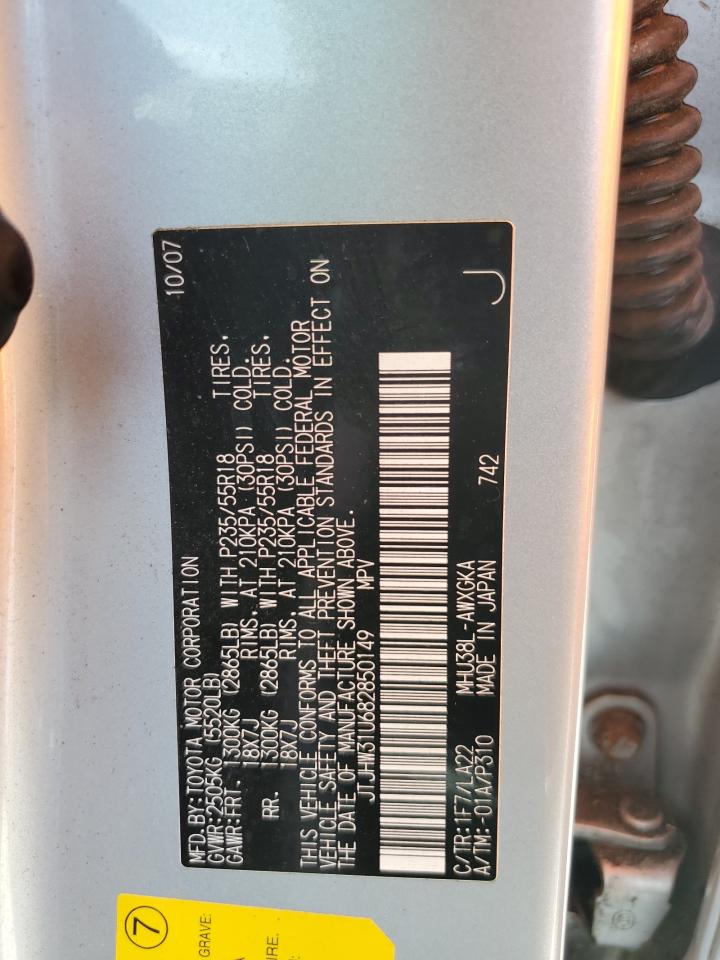 MFD.BY:TOYOTA MOTOR CORPORATION 10/07
GVWR:2505KG (5520LB)
GAWR:FRT. 1300KG (2865LB) WITH P235/55R18 TIRES,
18X7J RIMS, AT 210KPA (30PSI) COLD.
RR. 1300KG (2865LB) WITH P235/55R18 TIRES,
18X7J RIMS, AT 210KPA (30PSI) COLD.
THIS VEHICLE CONFORMS TO ALL APPLICABLE FEDERAL MOTOR
VEHICLE SAFETY AND THEFT PREVENTION STANDARDS IN EFFECT ON
THE DATE OF MANUFACTURE SHOWN ABOVE.
JTJHW31U682850149 MPV
C/TR:1F7/LA22 MHU38L-AWXGKA
A/TM:-01A/P310 MADE IN JAPAN 742 J
7
GRAVE:
URE.